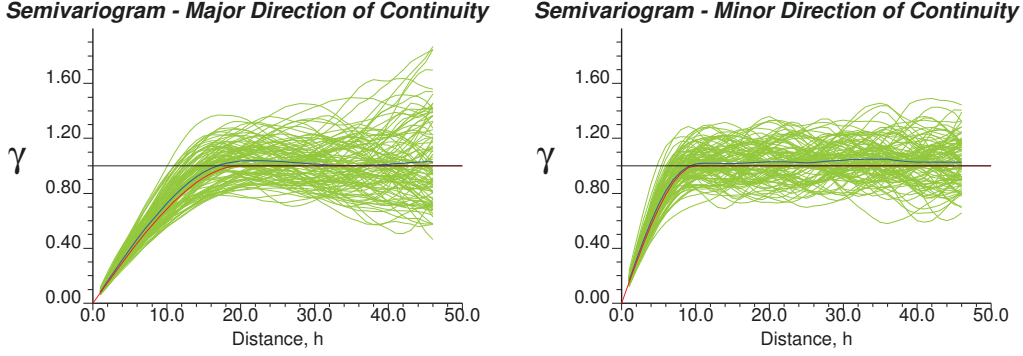 Semivariogram - Major Direction of Continuity
γ
1.60
1.20
0.80
0.40
0.00
0.0 10.0 20.0 30.0 40.0 50.0
Distance, h
Semivariogram - Minor Direction of Continuity
γ
1.60
1.20
0.80
0.40
0.00
0.0 10.0 20.0 30.0 40.0 50.0
Distance, h